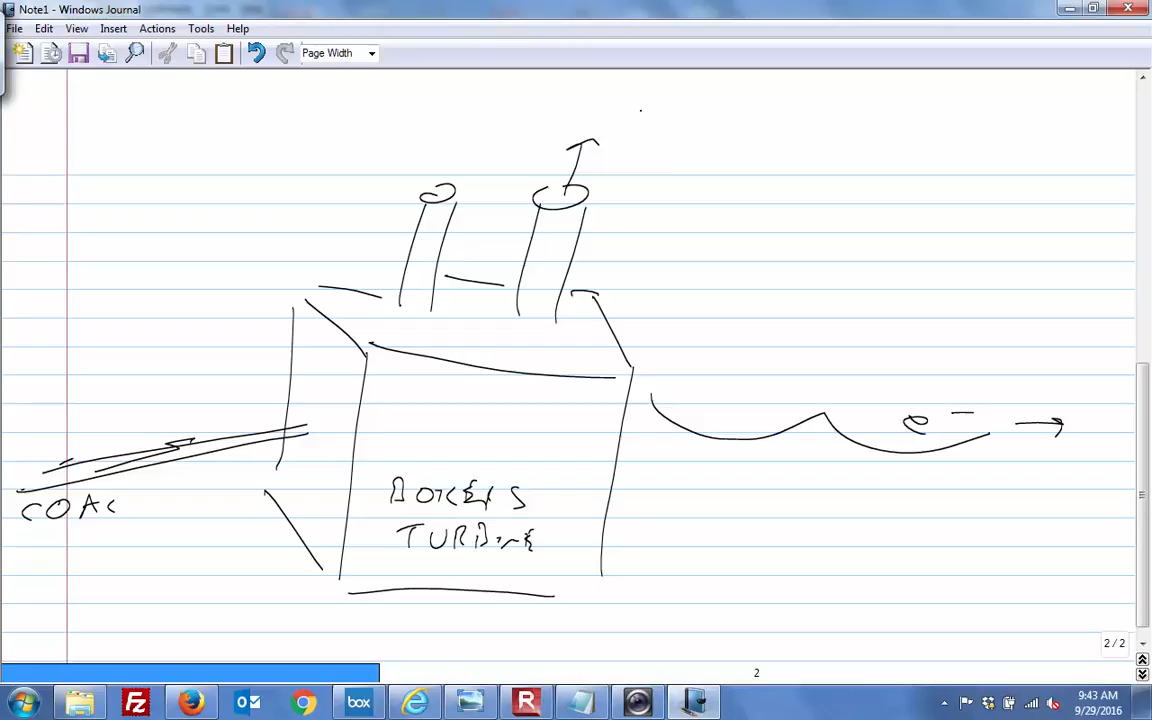 Note1 - Windows Journal
File Edit View Insert Actions Tools Help
Page Width
e⁻
COAL
BOILERS
TURBINE
2 / 2
2
box
R
9:43 AM
9/29/2016